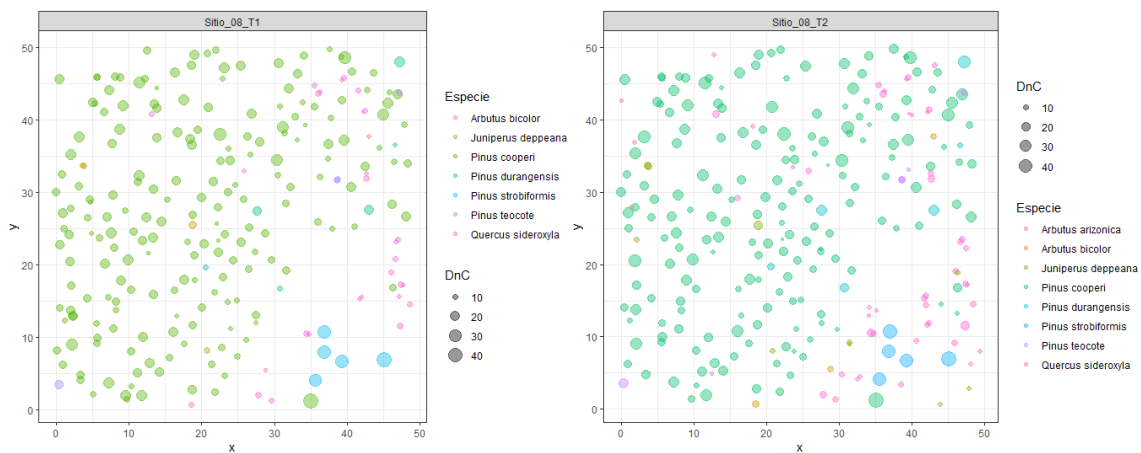 Sitio_08_T1
50
40
30
20
10
0
y
0 10 20 30 40 50
x
Especie
Arbutus bicolor
Juniperus deppeana
Pinus cooperi
Pinus durangensis
Pinus strobiformis
Pinus teocote
Quercus sideroxyla
DnC
10
20
30
40
Sitio_08_T2
50
40
30
20
10
0
y
0 10 20 30 40 50
x
DnC
10
20
30
40
Especie
Arbutus arizonica
Arbutus bicolor
Juniperus deppeana
Pinus cooperi
Pinus durangensis
Pinus strobiformis
Pinus teocote
Quercus sideroxyla